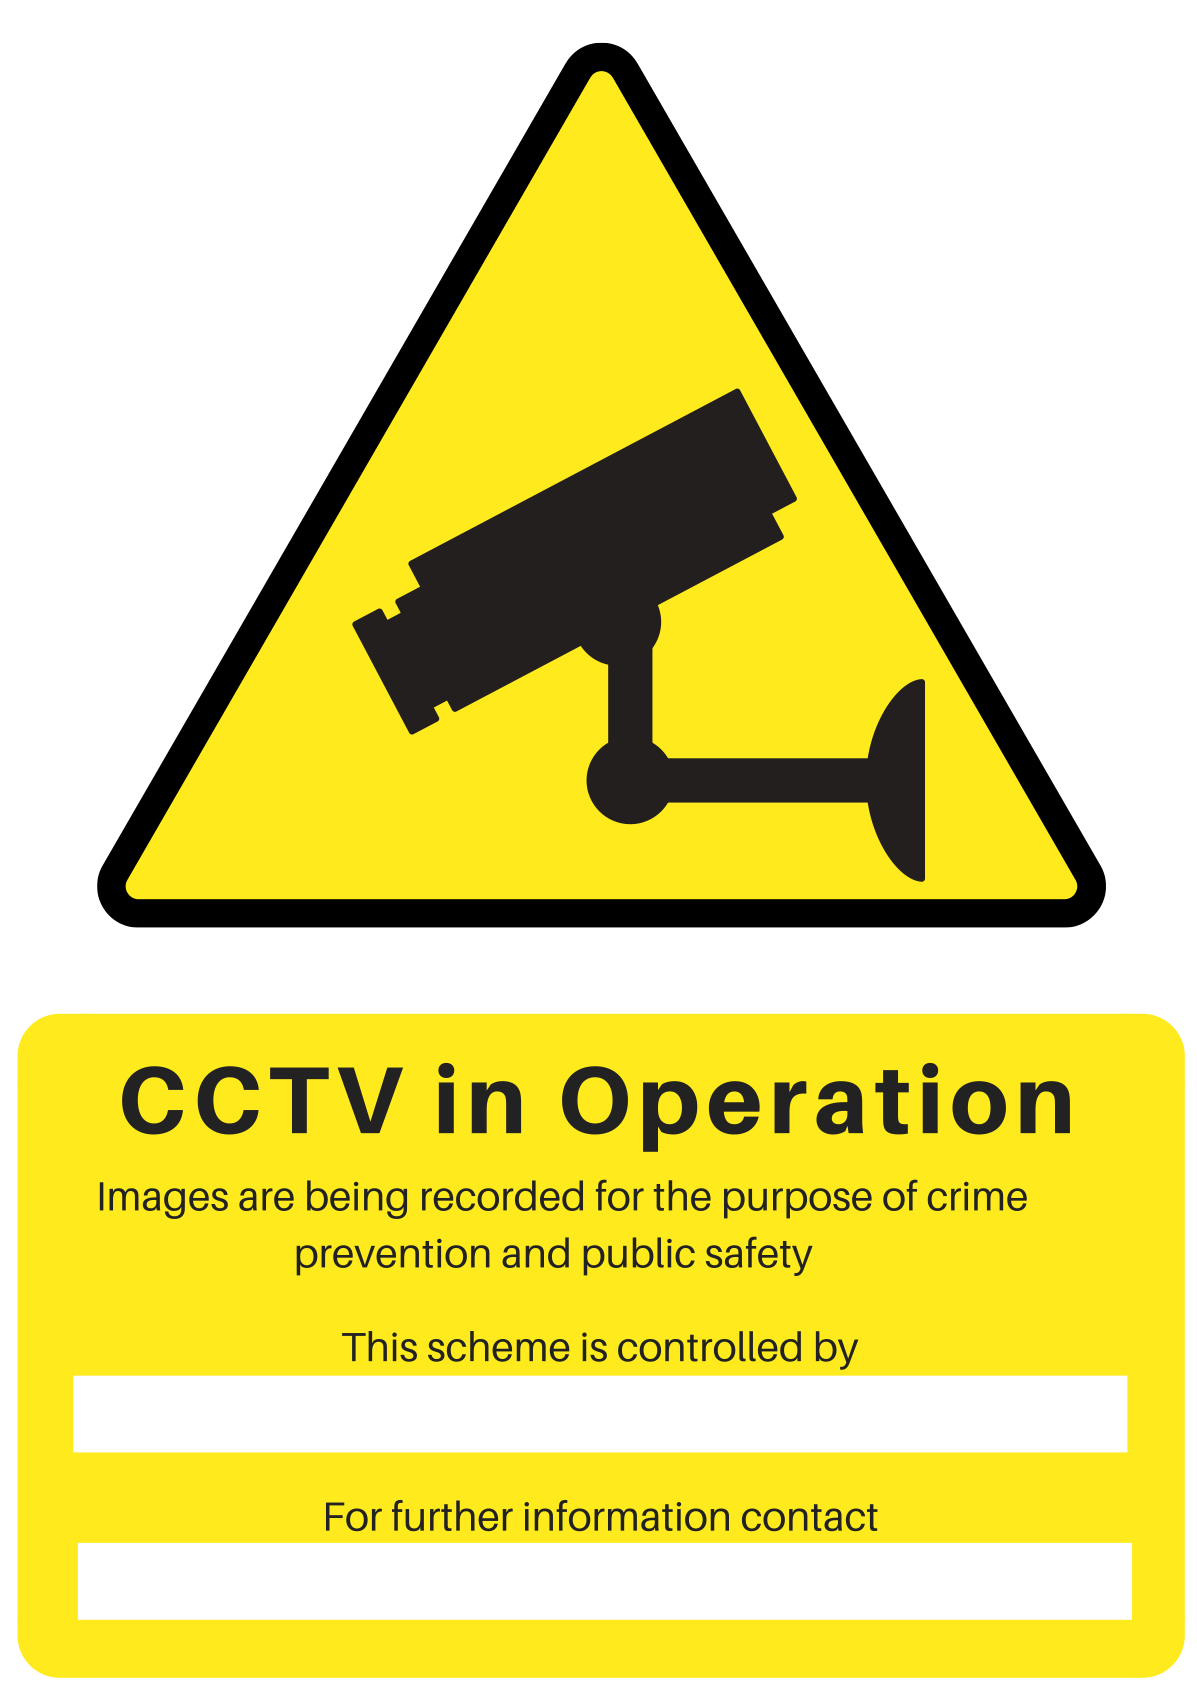 CCTV in Operation
Images are being recorded for the purpose of crime
prevention and public safety
This scheme is controlled by
For further information contact